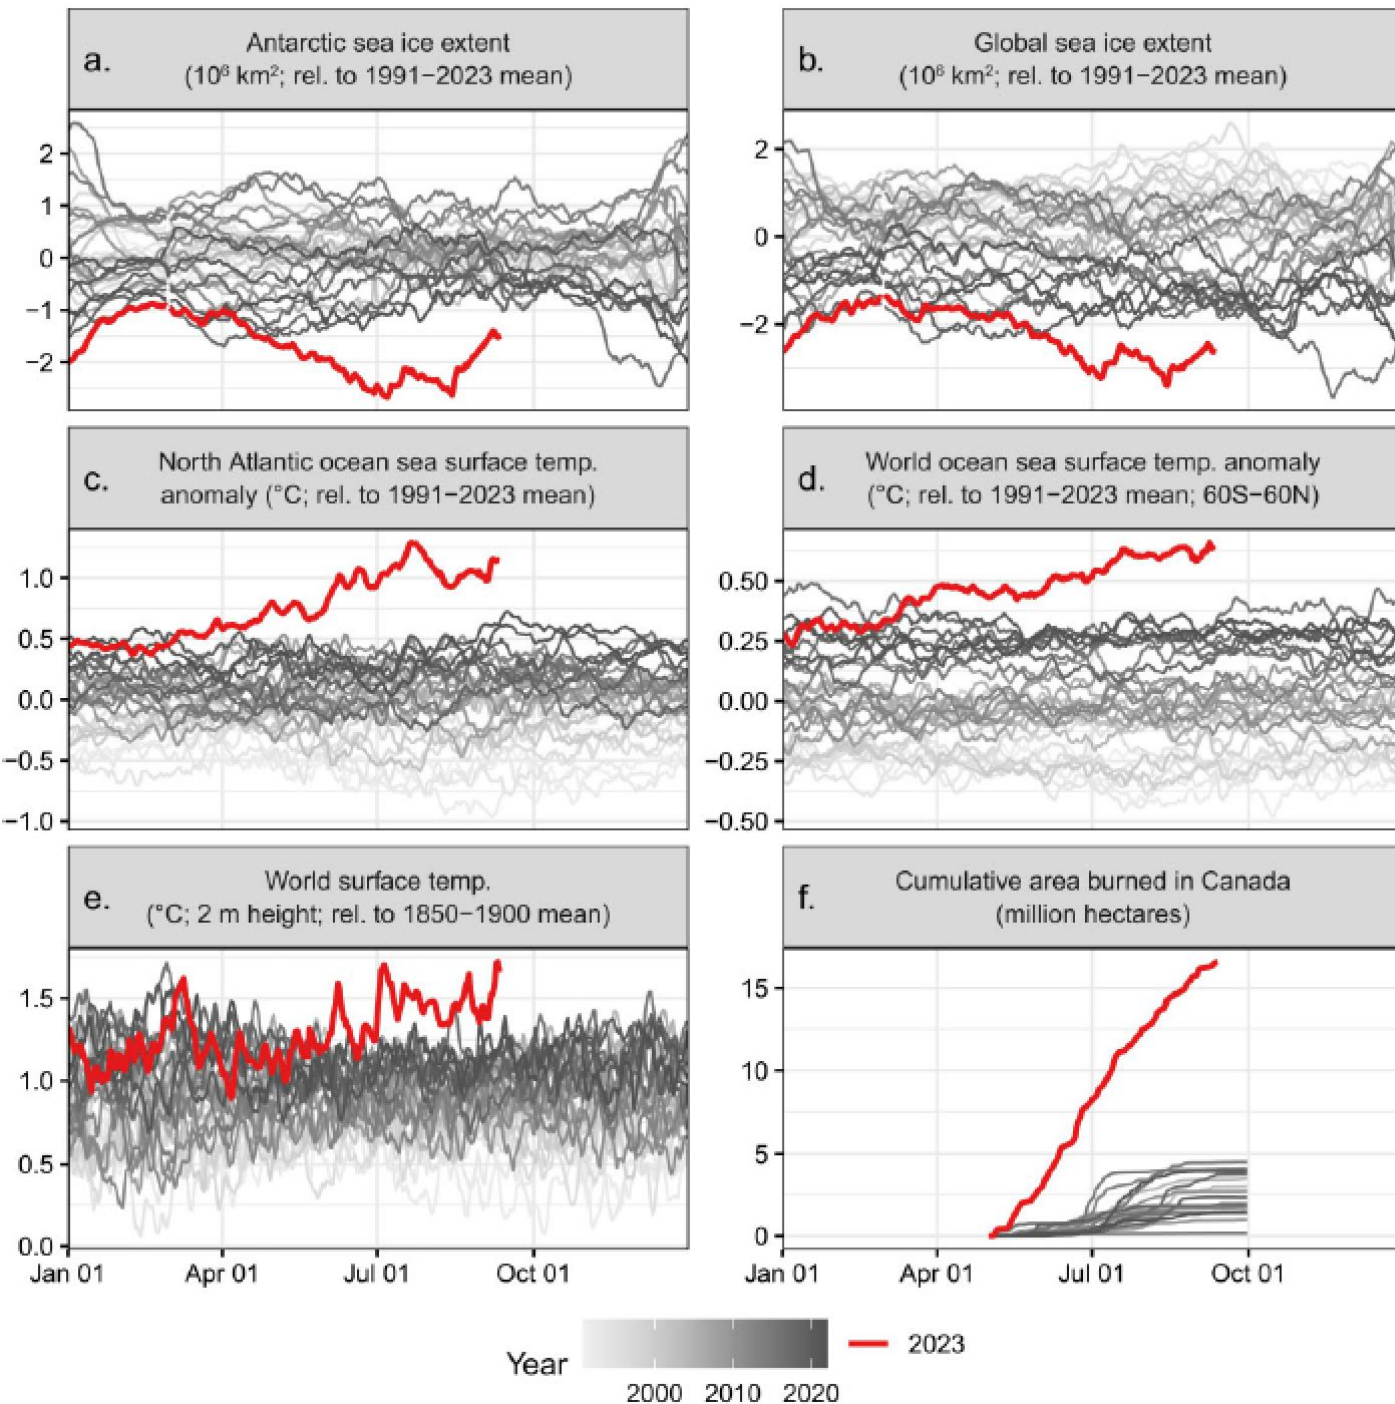 a.
Antarctic sea ice extent
(10⁶ km²; rel. to 1991−2023 mean)
b.
Global sea ice extent
(10⁶ km²; rel. to 1991−2023 mean)
2
1
0
−1
−2
2
0
−2
c.
North Atlantic ocean sea surface temp.
anomaly (°C; rel. to 1991−2023 mean)
d.
World ocean sea surface temp. anomaly
(°C; rel. to 1991−2023 mean; 60S−60N)
1.0
0.5
0.0
−0.5
−1.0
0.50
0.25
0.00
−0.25
−0.50
e.
World surface temp.
(°C; 2 m height; rel. to 1850−1900 mean)
f.
Cumulative area burned in Canada
(million hectares)
1.5
1.0
0.5
0.0
15
10
5
0
Jan 01 Apr 01 Jul 01 Oct 01
Jan 01 Apr 01 Jul 01 Oct 01
Year
2000 2010 2020
2023